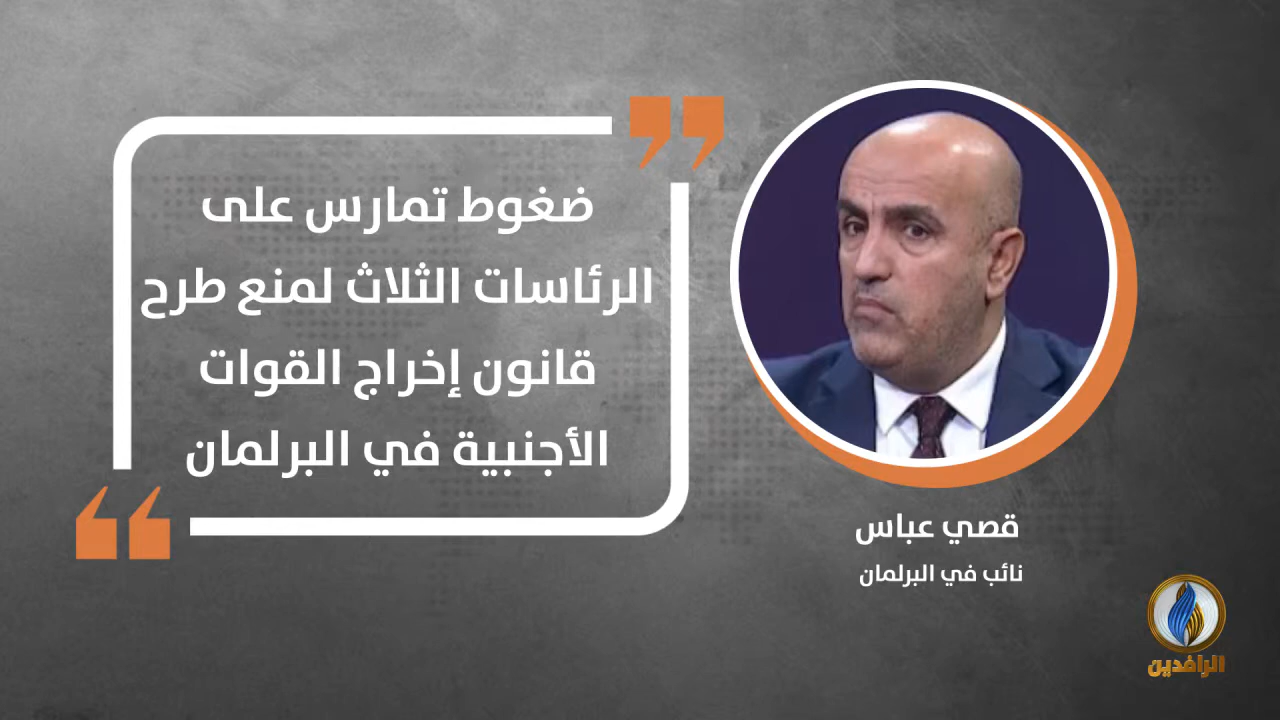 ضغوط تمارس على
الرئاسات الثلاث لمنع طرح
قانون إخراج القوات
الأجنبية في البرلمان
قصي عباس
نائب في البرلمان
الرافدين